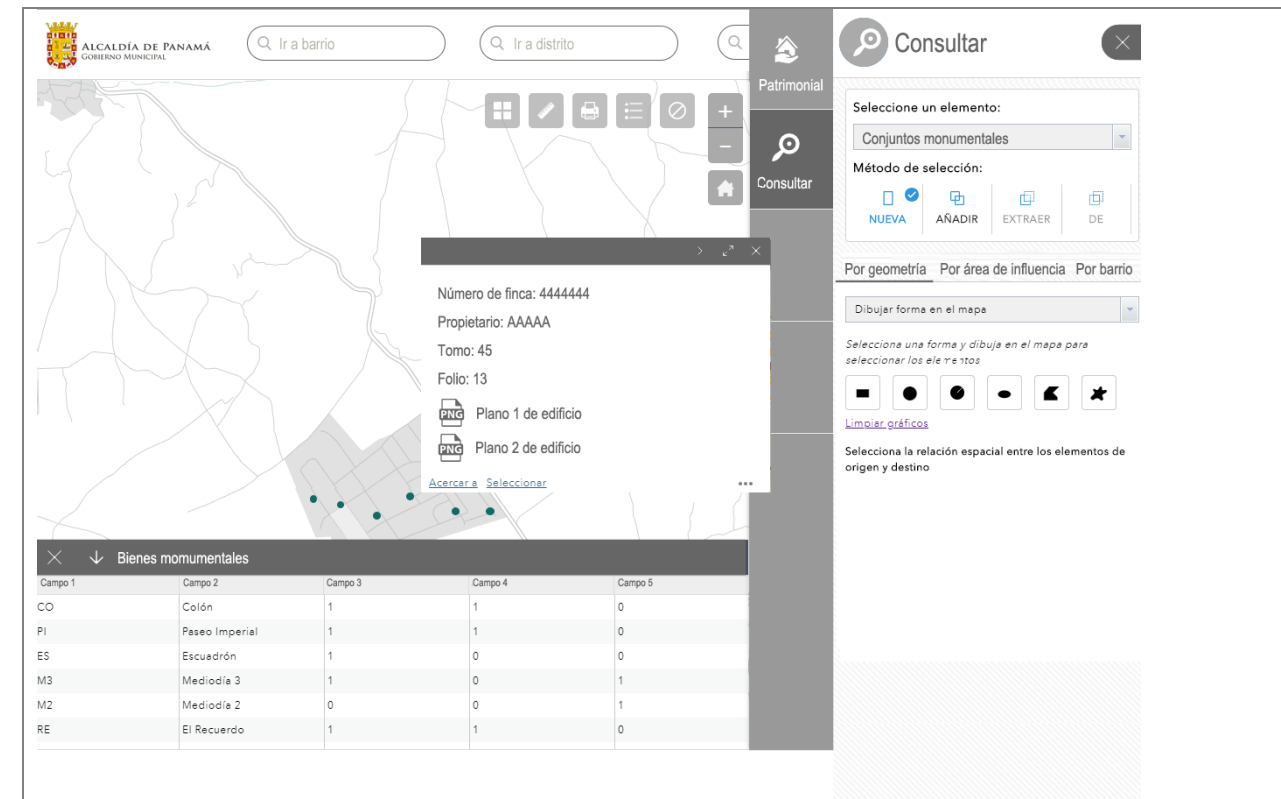 ALCALDÍA DE PANAMÁ
GOBIERNO MUNICIPAL
Ir a barrio
Ir a distrito
Patrimonial
Consultar
Consultar
Seleccione un elemento:
Conjuntos monumentales
Método de selección:
NUEVA AÑADIR EXTRAER DE
Por geometría Por área de influencia Por barrio
Dibujar forma en el mapa
Selecciona una forma y dibuja en el mapa para
seleccionar los elementos
Limpiar gráficos
Selecciona la relación espacial entre los elementos de
origen y destino
Número de finca: 4444444
Propietario: AAAAA
Tomo: 45
Folio: 13
PNG Plano 1 de edificio
PNG Plano 2 de edificio
Acercar a Seleccionar
Bienes momumentales
Campo 1 Campo 2 Campo 3 Campo 4 Campo 5
CO Colón 1 1 0
PI Paseo Imperial 1 1 0
ES Escuadrón 1 0 0
M3 Mediodía 3 1 0 1
M2 Mediodía 2 0 0 1
RE El Recuerdo 1 1 0